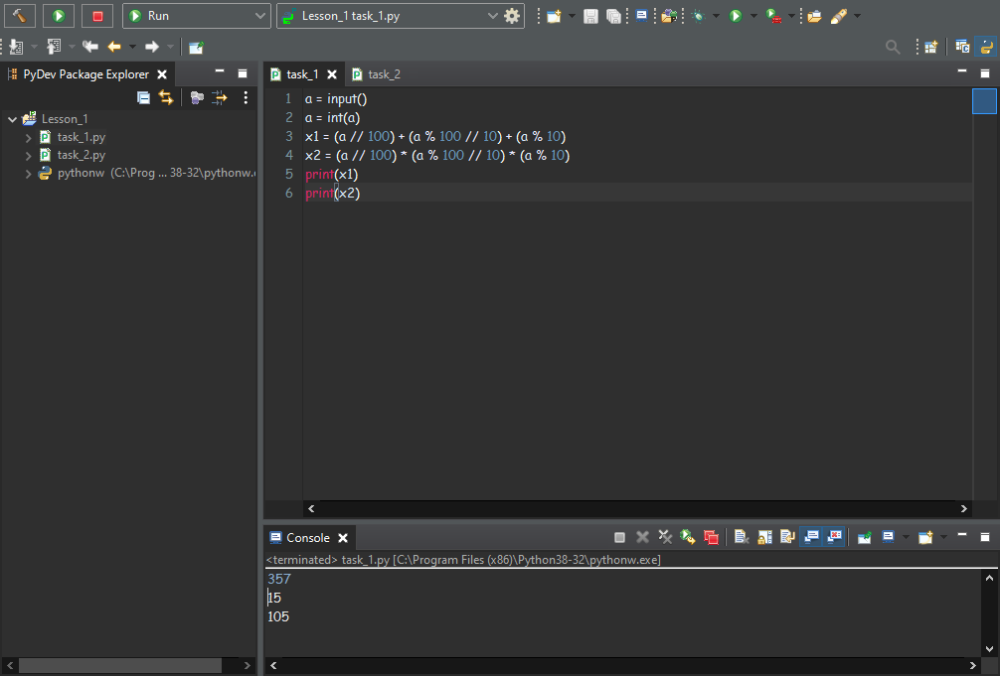 Run
Lesson_1 task_1.py
PyDev Package Explorer
Lesson_1
task_1.py
task_2.py
pythonw (C:\Prog ... 38-32\pythonw.
task_1
task_2
1 a = input()
2 a = int(a)
3 x1 = (a // 100) + (a % 100 // 10) + (a % 10)
4 x2 = (a // 100) * (a % 100 // 10) * (a % 10)
5 print(x1)
6 print(x2)
Console
<terminated> task_1.py [C:\Program Files (x86)\Python38-32\pythonw.exe]
357
15
105